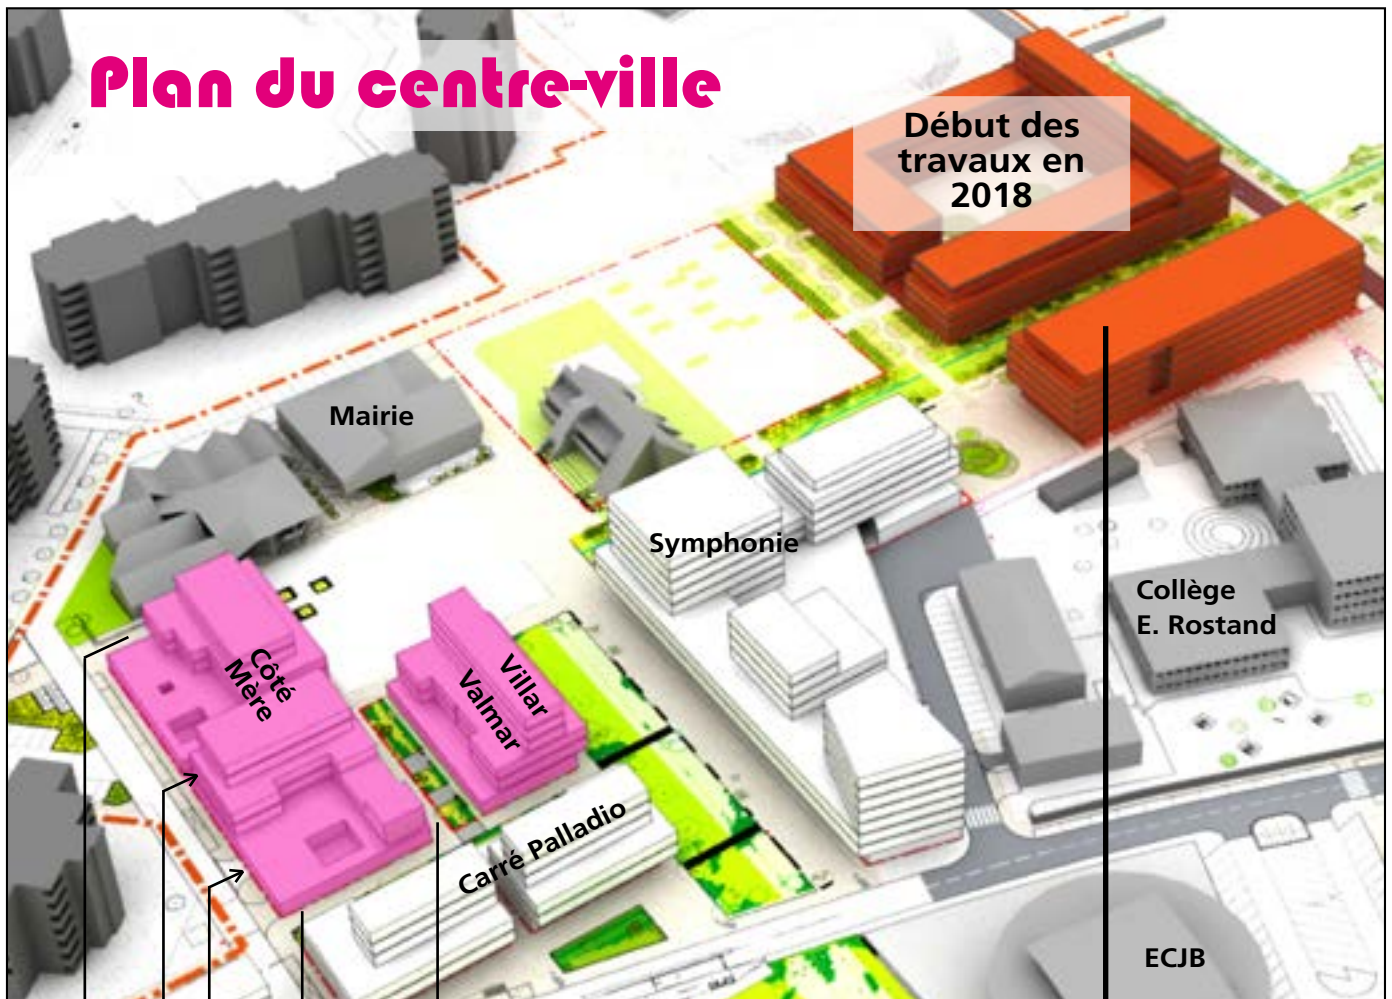 Plan du centre-ville
Début des
travaux en
2018
Mairie
Symphonie
Collège
E. Rostand
Côté
Mère
Villar
Valmar
Carré Palladio
ECJB